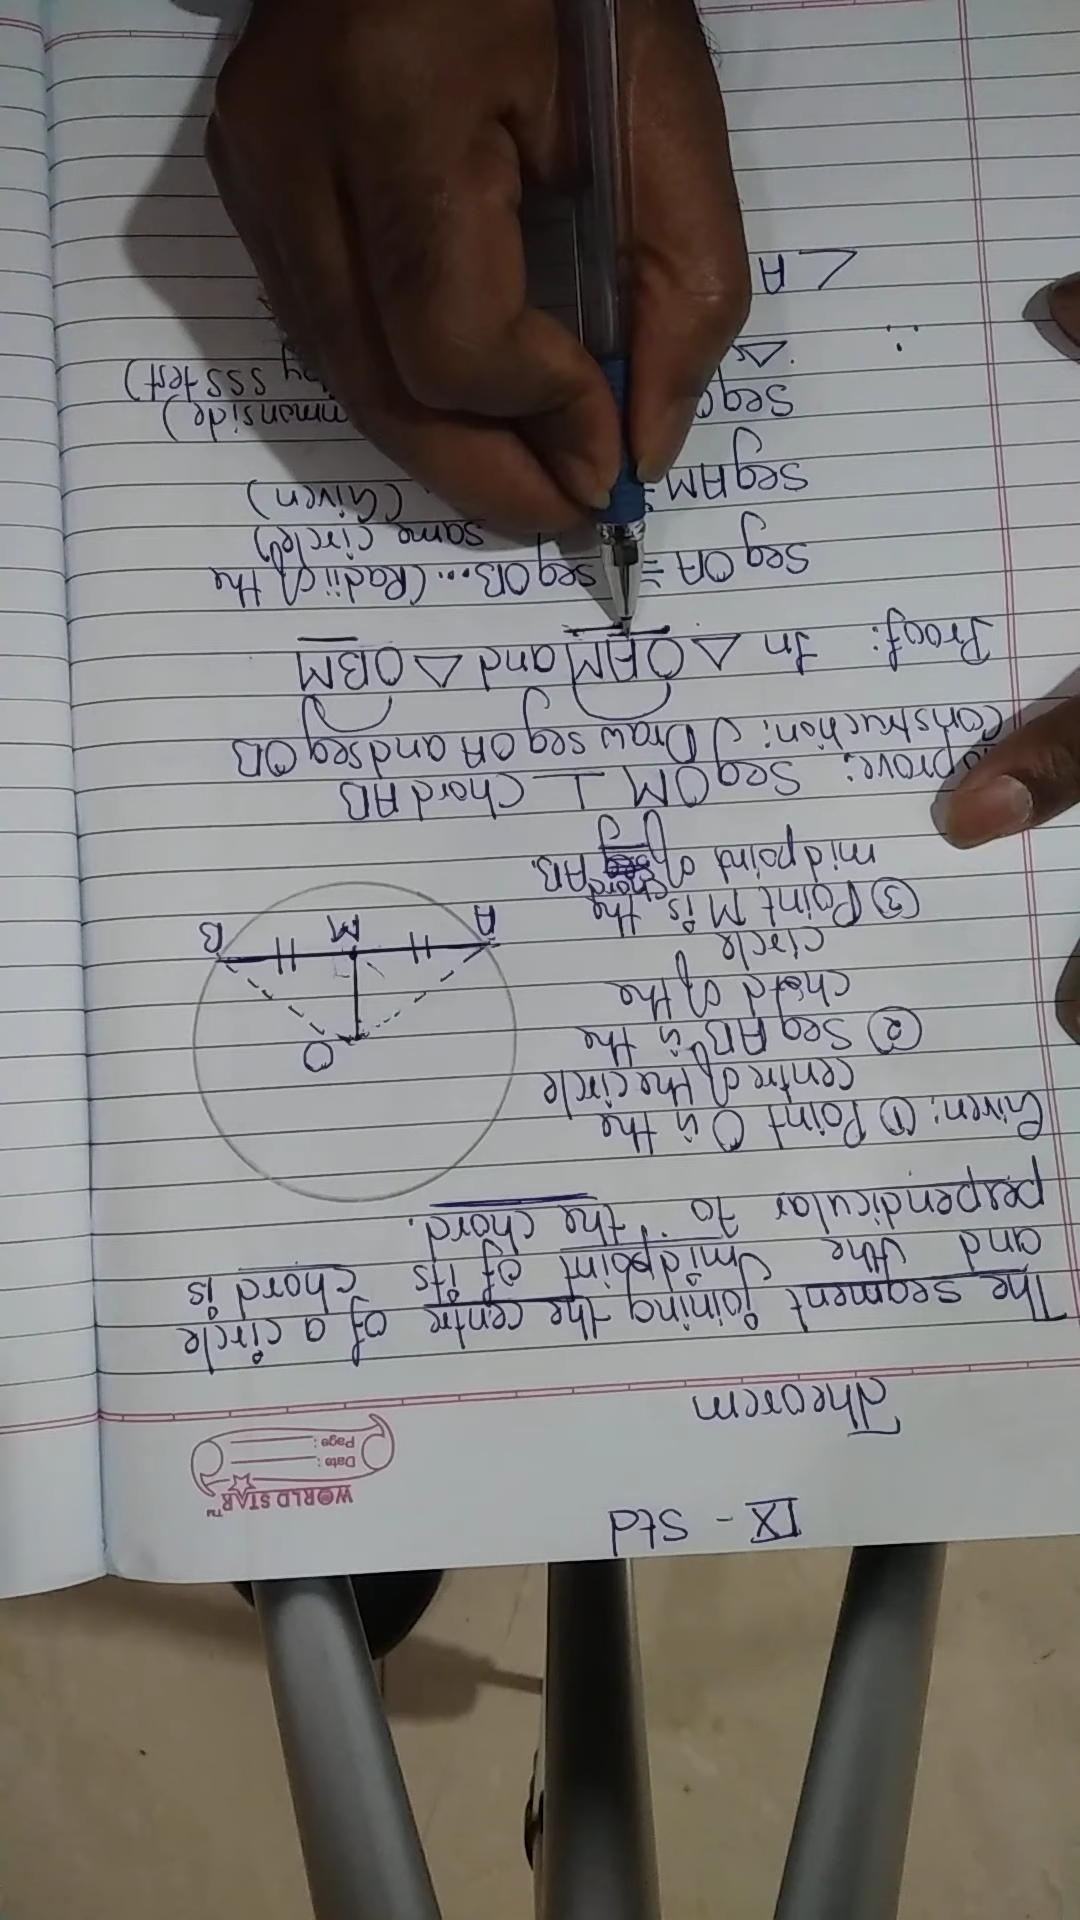 IX - Std
WORLD STAR™
Date:
Page:
Theorem
The segment joining the centre of a circle
and the midpoint of its chord is
perpendicular to the chord.
Given: ① Point O is the
centre of the circle
② Seg AB is the
chord of the
circle
③ Point M is the
midpoint of chord AB.
O
A M B
prove: Seg OM ⊥ Chord AB
Construction: Draw seg OA and seg OB
Proof: In △ OAM and △ OBM
Seg OA ≅ seg OB... (Radii of the
same circle)
Seg AM ≅ (Given)
Seg
∴ △ by SSS test)
∠A